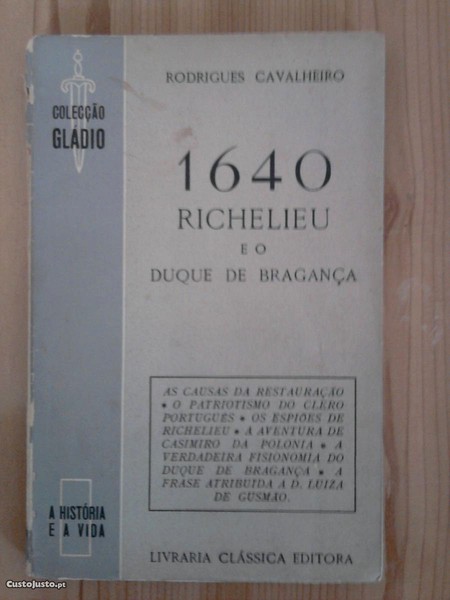 COLECÇÃO
GLADIO
RODRIGUES CAVALHEIRO
1640
RICHELIEU
E O
DUQUE DE BRAGANÇA
AS CAUSAS DA RESTAURAÇÃO
• O PATRIOTISMO DO CLERO
PORTUGUÊS • OS ESPIÕES DE
RICHELIEU • A AVENTURA DE
CASIMIRO DA POLONIA • A
VERDADEIRA FISIONOMIA DO
DUQUE DE BRAGANÇA • A
FRASE ATRIBUIDA A D. LUIZA
DE GUSMÃO.
A HISTÓRIA
E A VIDA
LIVRARIA CLÁSSICA EDITORA
CustoJusto.pt